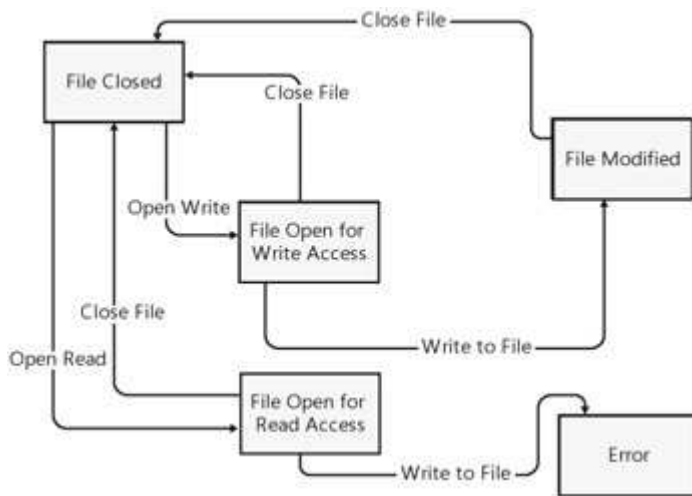 Close File
File Closed
Close File
File Modified
Open Write
File Open for
Write Access
Close File
Write to File
Open Read
File Open for
Read Access
Write to File
Error